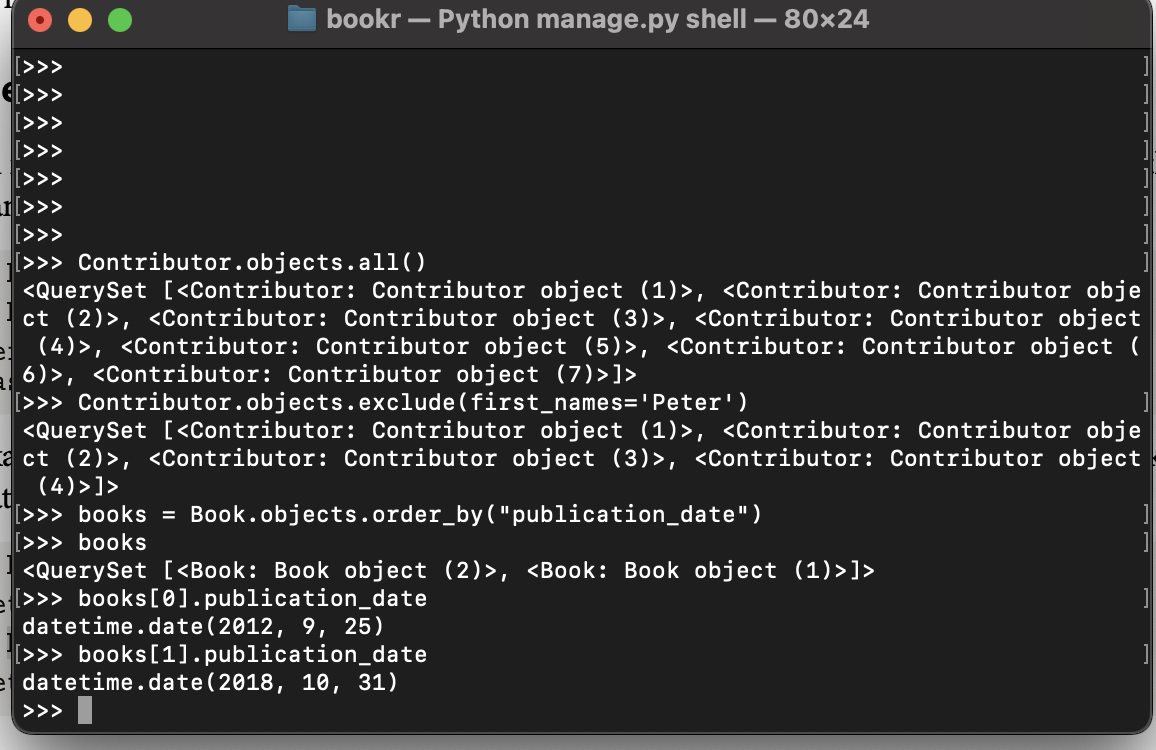 bookr — Python manage.py shell — 80×24
[>>> ]
[>>> ]
[>>> ]
[>>> ]
[>>> ]
[>>> ]
[>>> ]
[>>> Contributor.objects.all() ]
<QuerySet [<Contributor: Contributor object (1)>, <Contributor: Contributor obje
ct (2)>, <Contributor: Contributor object (3)>, <Contributor: Contributor object
 (4)>, <Contributor: Contributor object (5)>, <Contributor: Contributor object (
6)>, <Contributor: Contributor object (7)>]>
[>>> Contributor.objects.exclude(first_names='Peter') ]
<QuerySet [<Contributor: Contributor object (1)>, <Contributor: Contributor obje
ct (2)>, <Contributor: Contributor object (3)>, <Contributor: Contributor object
 (4)>]>
[>>> books = Book.objects.order_by("publication_date") ]
[>>> books ]
<QuerySet [<Book: Book object (2)>, <Book: Book object (1)>]>
[>>> books[0].publication_date ]
datetime.date(2012, 9, 25)
[>>> books[1].publication_date ]
datetime.date(2018, 10, 31)
>>>